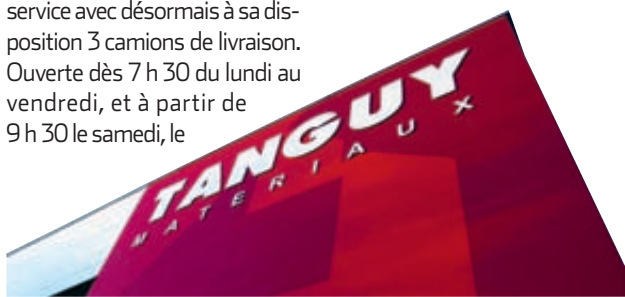 service avec désormais à sa dis-
position 3 camions de livraison.
Ouverte dès 7 h 30 du lundi au
vendredi, et à partir de
9 h 30 le samedi, le
TANGUY
MATERIAUX